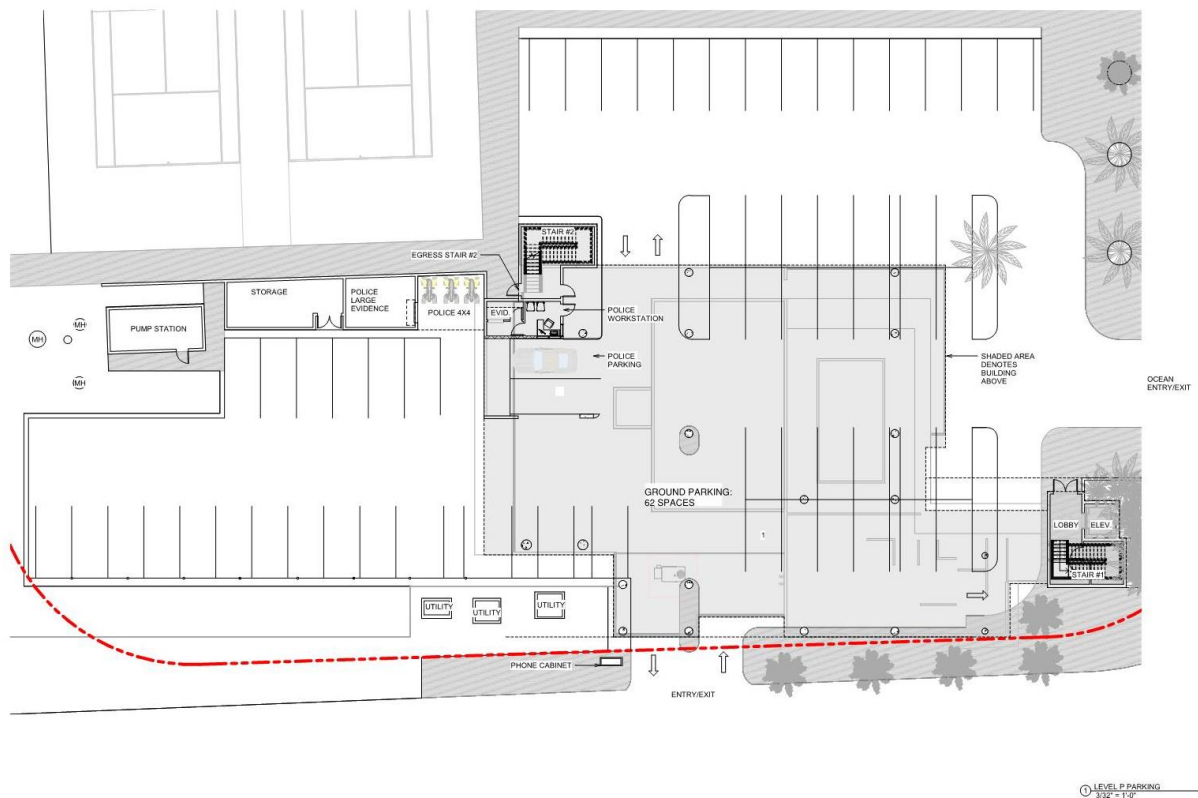 STAIR #2
EGRESS STAIR #2
STORAGE
POLICE
LARGE
EVIDENCE
POLICE 4X4
EVID.
POLICE
WORKSTATION
PUMP STATION
MH
MH
MH
POLICE
PARKING
SHADED AREA
DENOTES
BUILDING
ABOVE
OCEAN
ENTRY/EXIT
GROUND PARKING:
62 SPACES
1
LOBBY
ELEV.
STAIR #1
UTILITY
UTILITY
UTILITY
PHONE CABINET
ENTRY/EXIT
1
LEVEL P PARKING
3/32" = 1'-0"